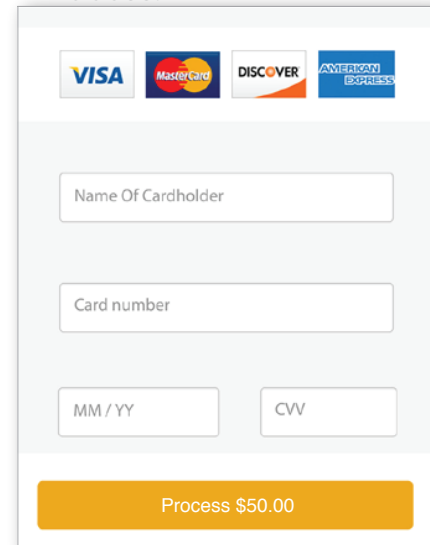 VISA MasterCard DISCOVER AMERICAN EXPRESS
Name Of Cardholder
Card number
MM / YY CVV
Process $50.00